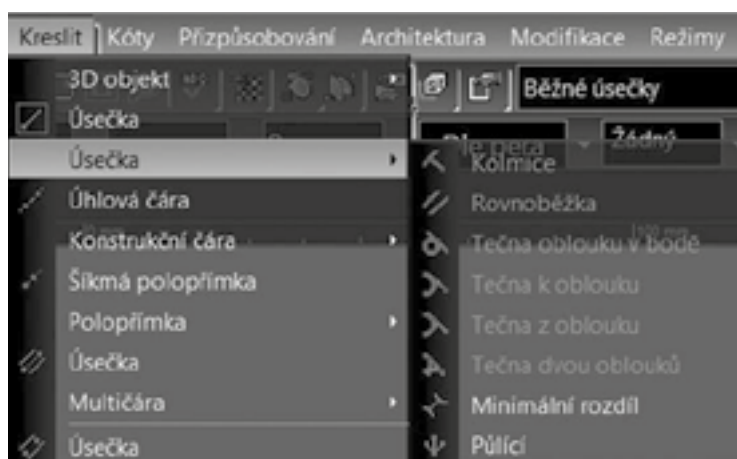 Kreslit Kóty Přizpůsobování Architektura Modifikace Režimy
3D objekt
Běžné úsečky
Úsečka
Žádný
Úsečka
Kolmice
Úhlová čára
Rovnoběžka
Konstrukční čára
Tečna oblouku v bodě
Šikmá polopřímka
Tečna k oblouku
Polopřímka
Tečna z oblouku
Úsečka
Tečna dvou oblouků
Multičára
Minimální rozdíl
Úsečka
Půlící